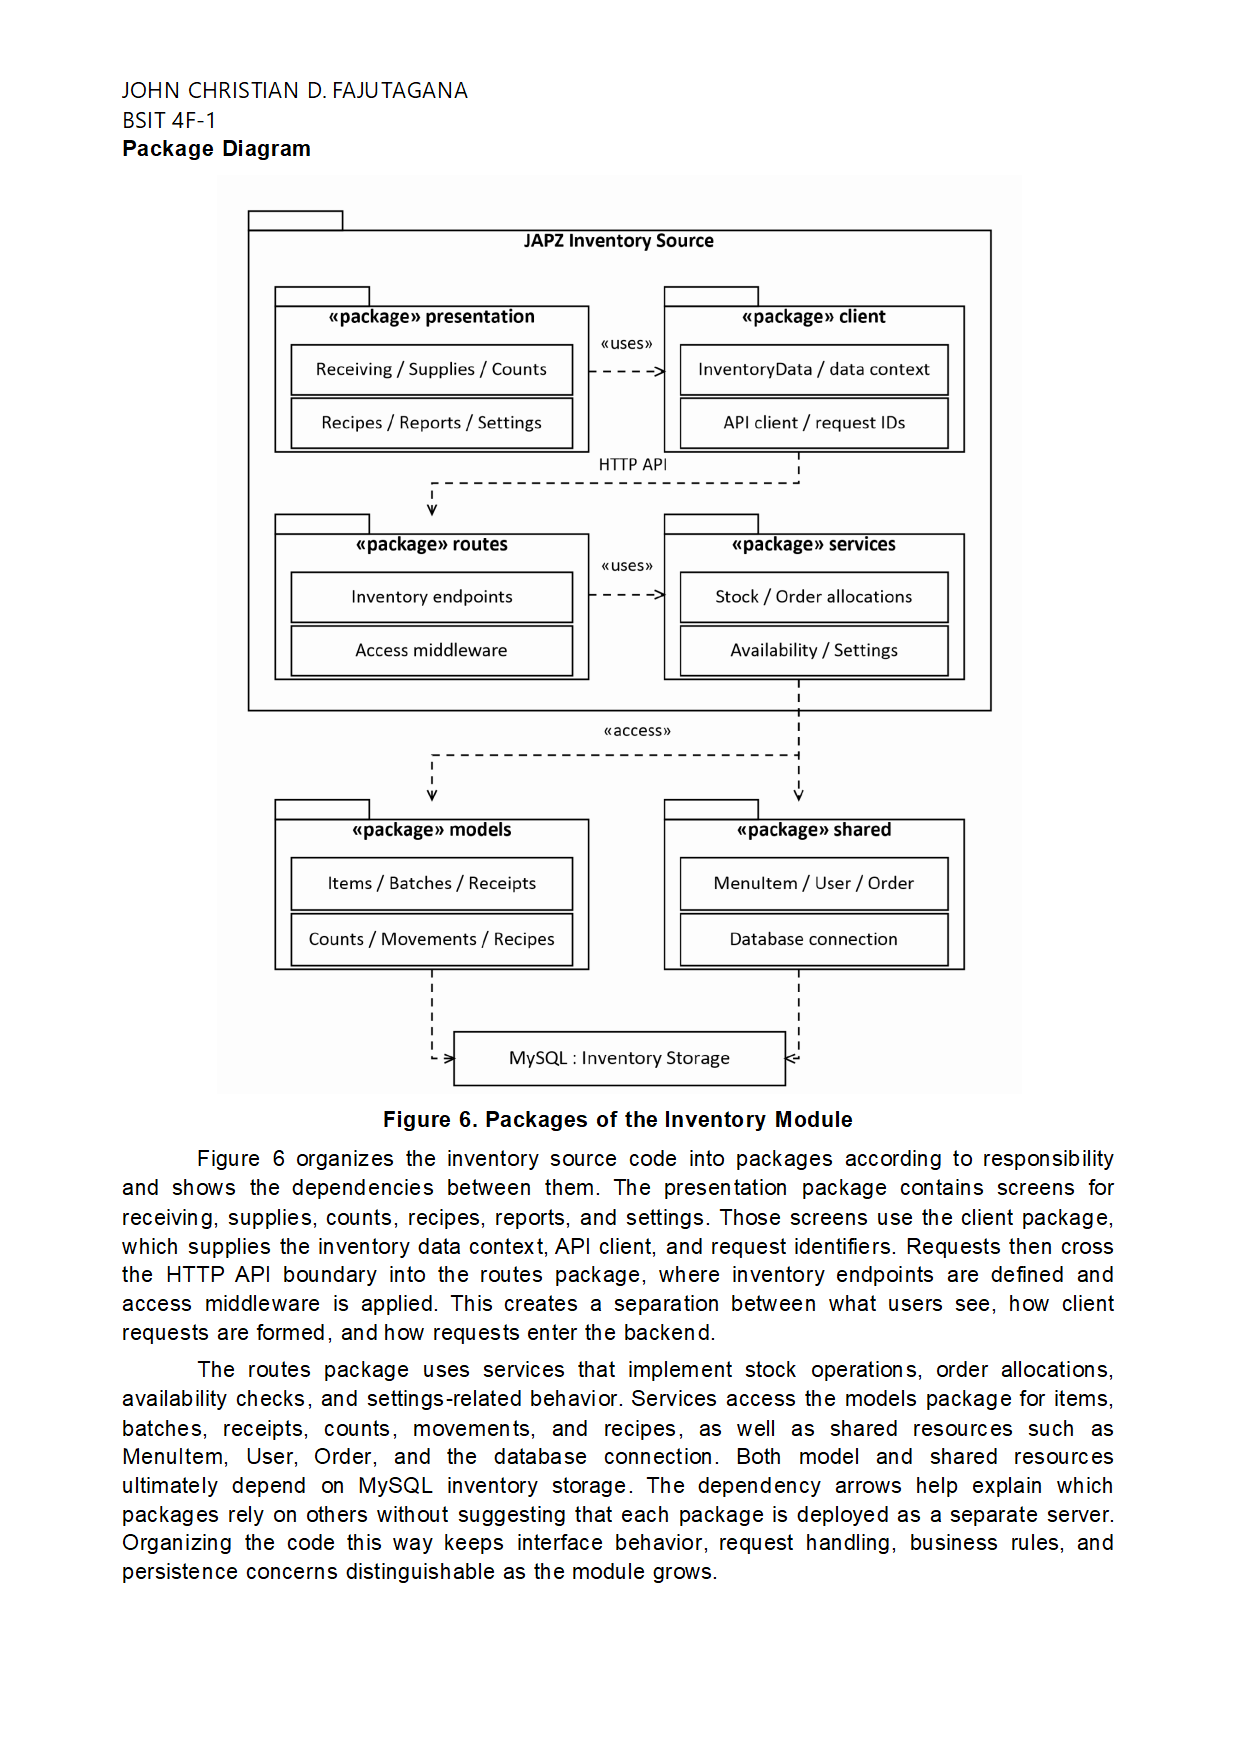 JOHN CHRISTIAN D. FAJUTAGANA
BSIT 4F-1
Package Diagram
JAPZ Inventory Source
«package» presentation
Receiving / Supplies / Counts
Recipes / Reports / Settings
«uses»
«package» client
InventoryData / data context
API client / request IDs
HTTP API
«package» routes
Inventory endpoints
Access middleware
«uses»
«package» services
Stock / Order allocations
Availability / Settings
«access»
«package» models
Items / Batches / Receipts
Counts / Movements / Recipes
«package» shared
MenuItem / User / Order
Database connection
MySQL : Inventory Storage
Figure 6. Packages of the Inventory Module
Figure 6 organizes the inventory source code into packages according to responsibility
and shows the dependencies between them. The presentation package contains screens for
receiving, supplies, counts, recipes, reports, and settings. Those screens use the client package,
which supplies the inventory data context, API client, and request identifiers. Requests then cross
the HTTP API boundary into the routes package, where inventory endpoints are defined and
access middleware is applied. This creates a separation between what users see, how client
requests are formed, and how requests enter the backend.
The routes package uses services that implement stock operations, order allocations,
availability checks, and settings-related behavior. Services access the models package for items,
batches, receipts, counts, movements, and recipes, as well as shared resources such as
MenuItem, User, Order, and the database connection. Both model and shared resources
ultimately depend on MySQL inventory storage. The dependency arrows help explain which
packages rely on others without suggesting that each package is deployed as a separate server.
Organizing the code this way keeps interface behavior, request handling, business rules, and
persistence concerns distinguishable as the module grows.